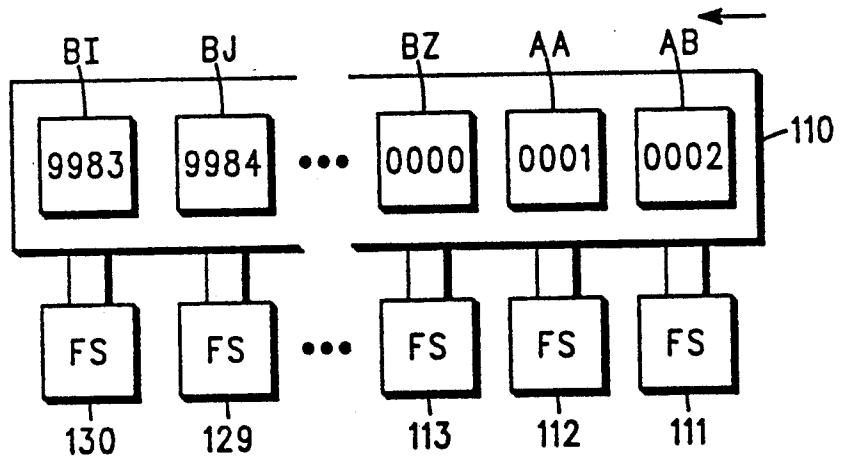 BI BJ BZ AA AB
110
9983 9984 ••• 0000 0001 0002
FS FS ••• FS FS FS
130 129 113 112 111